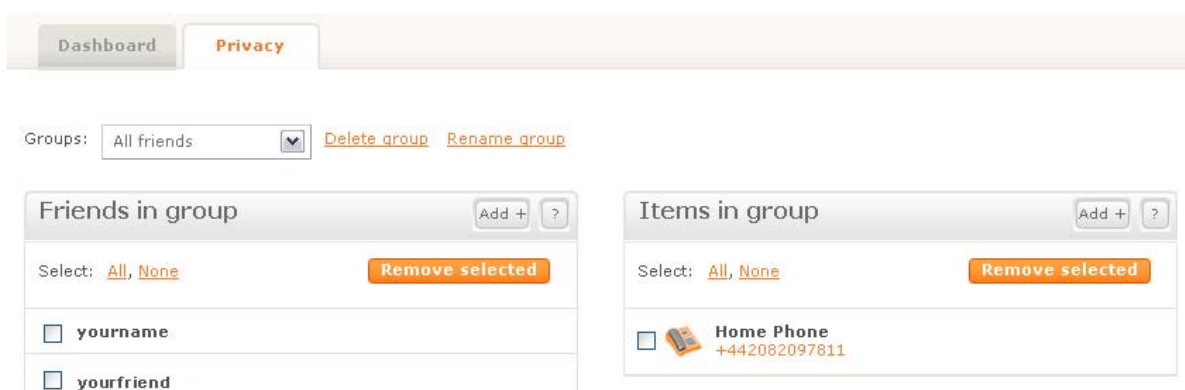 Dashboard Privacy
Groups: All friends Delete group Rename group
Friends in group Add + ?
Select: All, None Remove selected
yourname
yourfriend
Items in group Add + ?
Select: All, None Remove selected
Home Phone
+442082097811